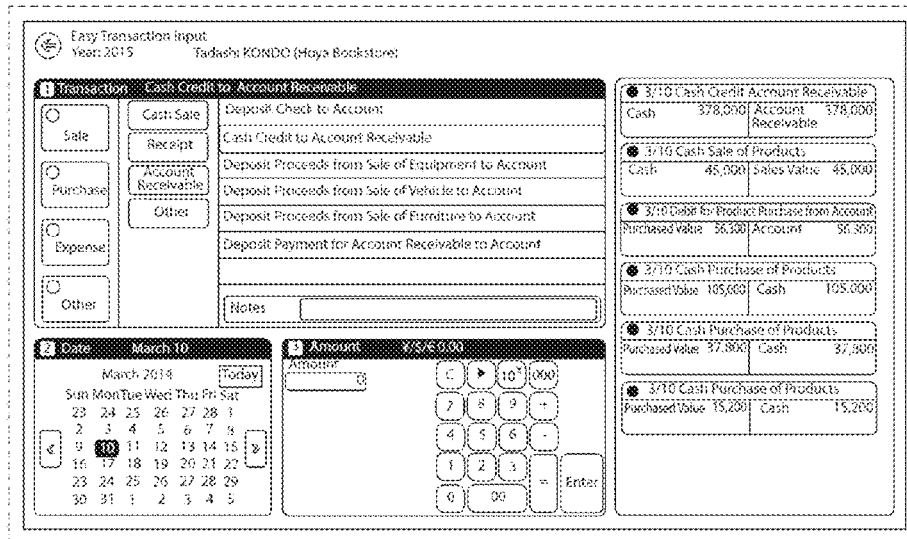 Easy Transaction Input
Year: 2015 Tadashi KONDO (Hoya Bookstore)
1 Transaction Cash Credit to Account Receivable
Sale
Purchase
Expense
Other
Cash Sale
Receipt
Account
Receivable
Other
Deposit Check to Account
Cash Credit to Account Receivable
Deposit Proceeds from Sale of Equipment to Account
Deposit Proceeds from Sale of Vehicle to Account
Deposit Proceeds from Sale of Furniture to Account
Deposit Payment for Account Receivable to Account
Notes
2 Date March 10
March 2014 Today
Sun Mon Tue Wed Thu Fri Sat
23 24 25 26 27 28 1
2 3 4 5 6 7 8
« 9 10 11 12 13 14 15 »
16 17 18 19 20 21 22
23 24 25 26 27 28 29
30 31 1 2 3 4 5
3 Amount ¥/$/€ 0.00
Amount
0
C ▶ 10ˣ 000
7 8 9 +
4 5 6 -
1 2 3
0 00 = Enter
3/10 Cash Credit Account Receivable
Cash 378,000 Account 378,000
Receivable
3/10 Cash Sale of Products
Cash 45,000 Sales Value 45,000
3/10 Debit for Product Purchase from Account
Purchased Value 56,300 Account 56,300
3/10 Cash Purchase of Products
Purchased Value 105,000 Cash 105,000
3/10 Cash Purchase of Products
Purchased Value 37,800 Cash 37,800
3/10 Cash Purchase of Products
Purchased Value 15,200 Cash 15,200